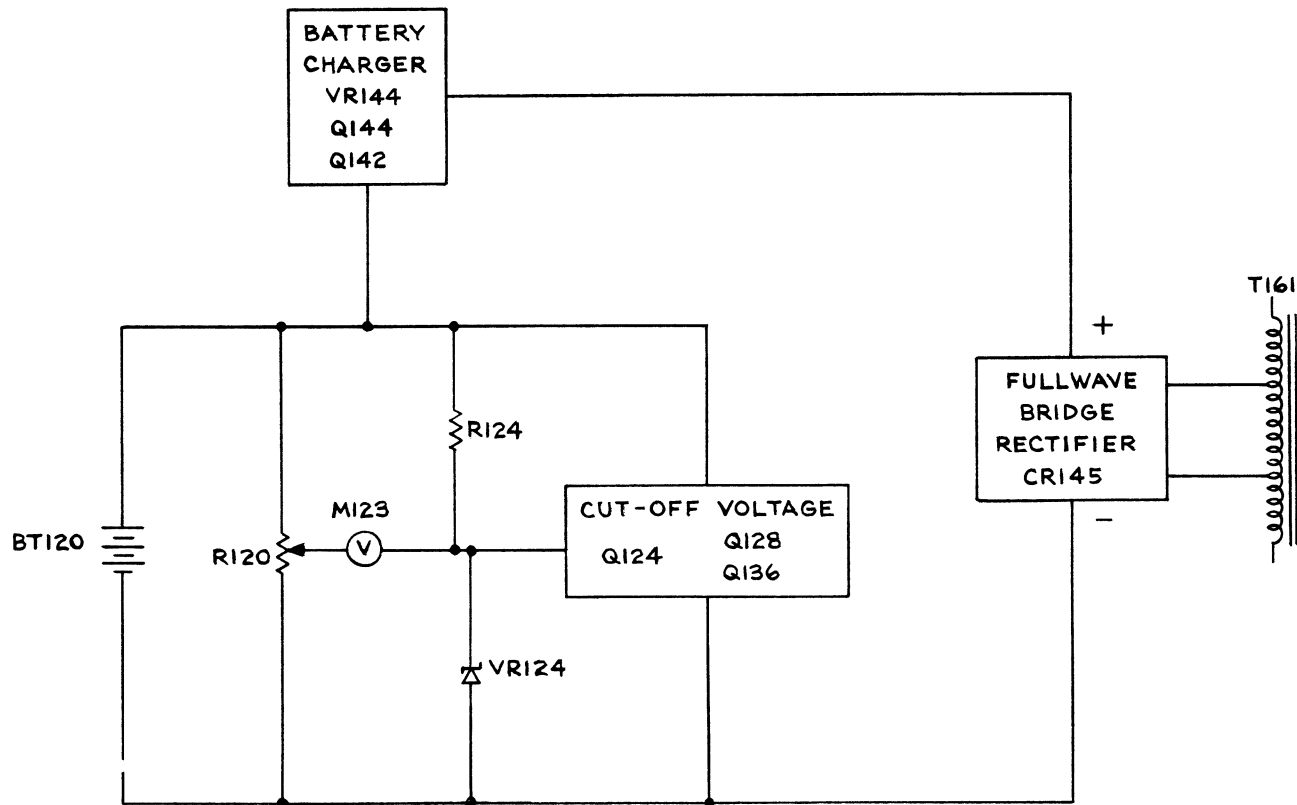 BATTERY
CHARGER
VR144
Q144
Q142
T161
+
FULLWAVE
BRIDGE
RECTIFIER
CR145
−
R124
M123
V
CUT-OFF VOLTAGE
Q124
Q128
Q136
BT120
R120
VR124